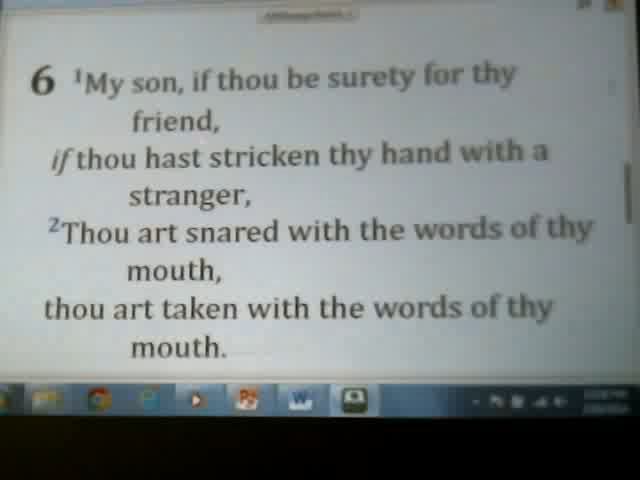 6 1My son, if thou be surety for thy
friend,
if thou hast stricken thy hand with a
stranger,
2Thou art snared with the words of thy
mouth,
thou art taken with the words of thy
mouth.